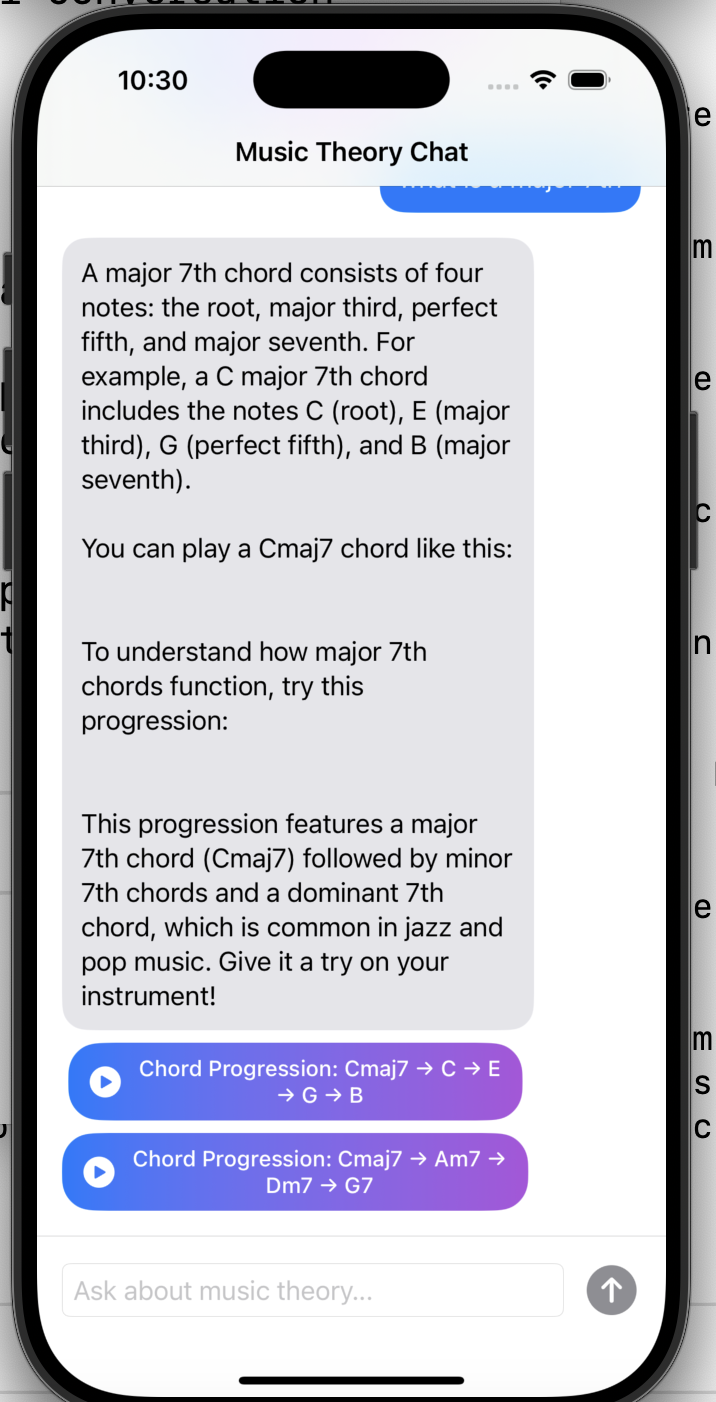 10:30
Music Theory Chat
What is a major 7th
A major 7th chord consists of four
notes: the root, major third, perfect
fifth, and major seventh. For
example, a C major 7th chord
includes the notes C (root), E (major
third), G (perfect fifth), and B (major
seventh).
You can play a Cmaj7 chord like this:
To understand how major 7th
chords function, try this
progression:
This progression features a major
7th chord (Cmaj7) followed by minor
7th chords and a dominant 7th
chord, which is common in jazz and
pop music. Give it a try on your
instrument!
Chord Progression: Cmaj7 → C → E
→ G → B
Chord Progression: Cmaj7 → Am7 →
Dm7 → G7
Ask about music theory...